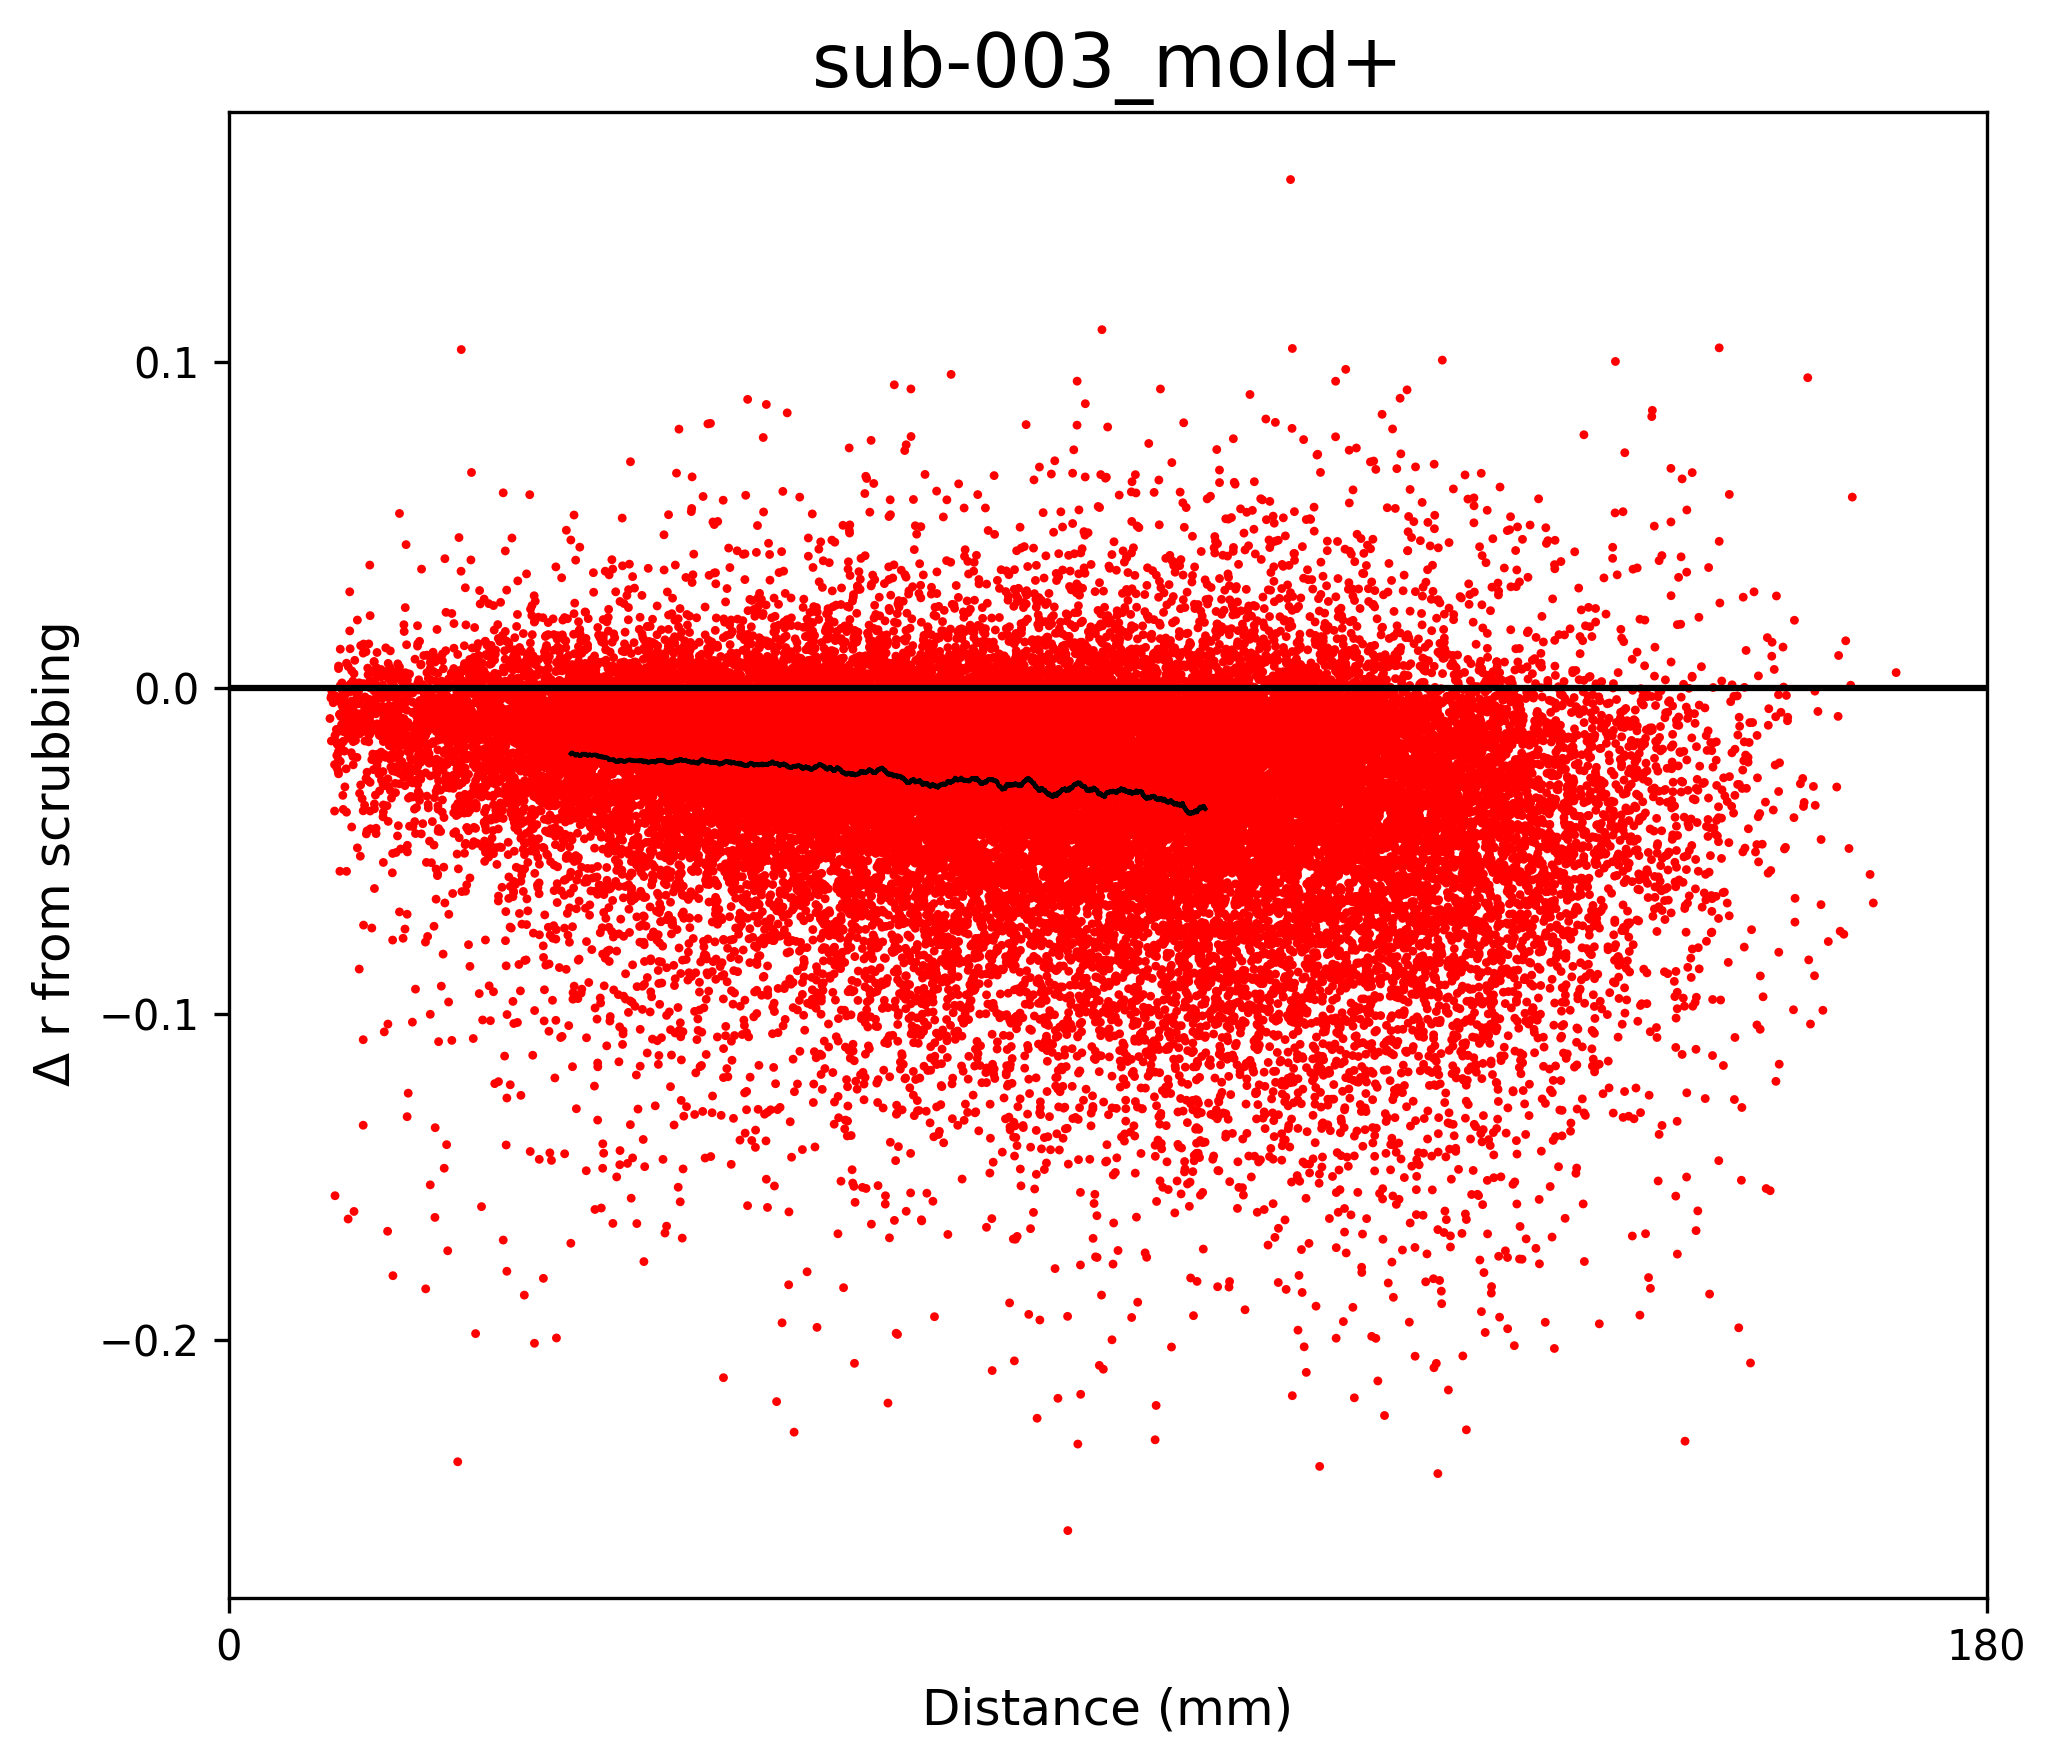 sub-003_mold+
0.1
0.0
−0.1
−0.2
Δ r from scrubbing
0
180
Distance (mm)